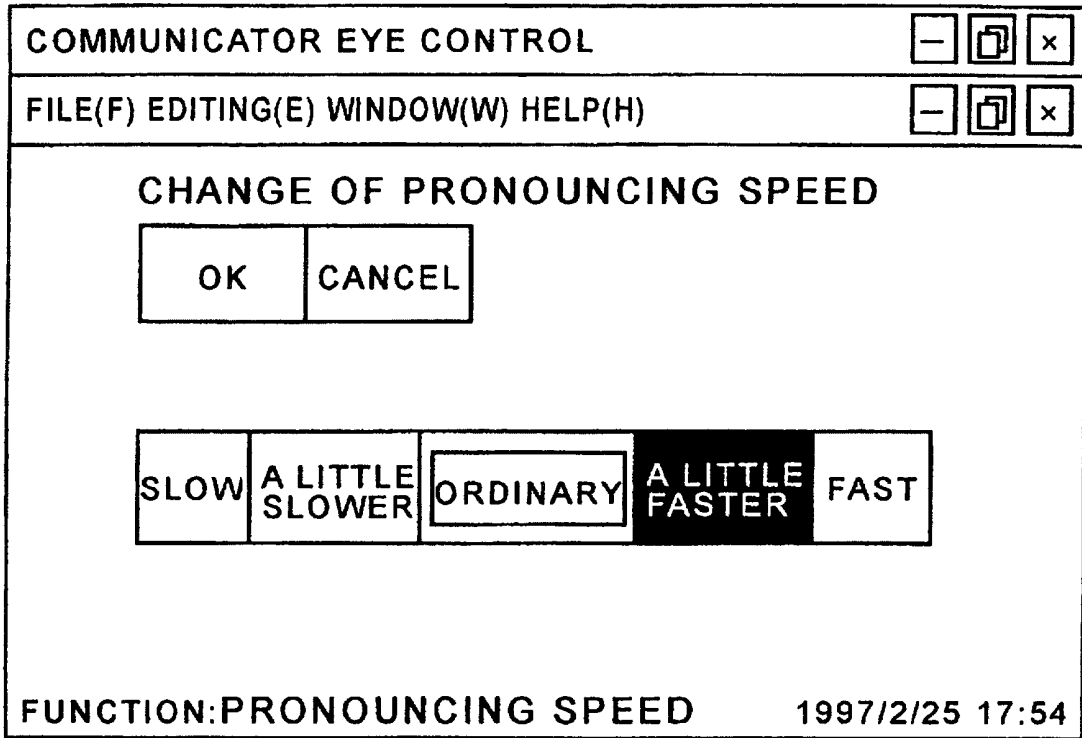 COMMUNICATOR EYE CONTROL
FILE(F) EDITING(E) WINDOW(W) HELP(H)
CHANGE OF PRONOUNCING SPEED
OK CANCEL
SLOW A LITTLE SLOWER ORDINARY A LITTLE FASTER FAST
FUNCTION:PRONOUNCING SPEED 1997/2/25 17:54